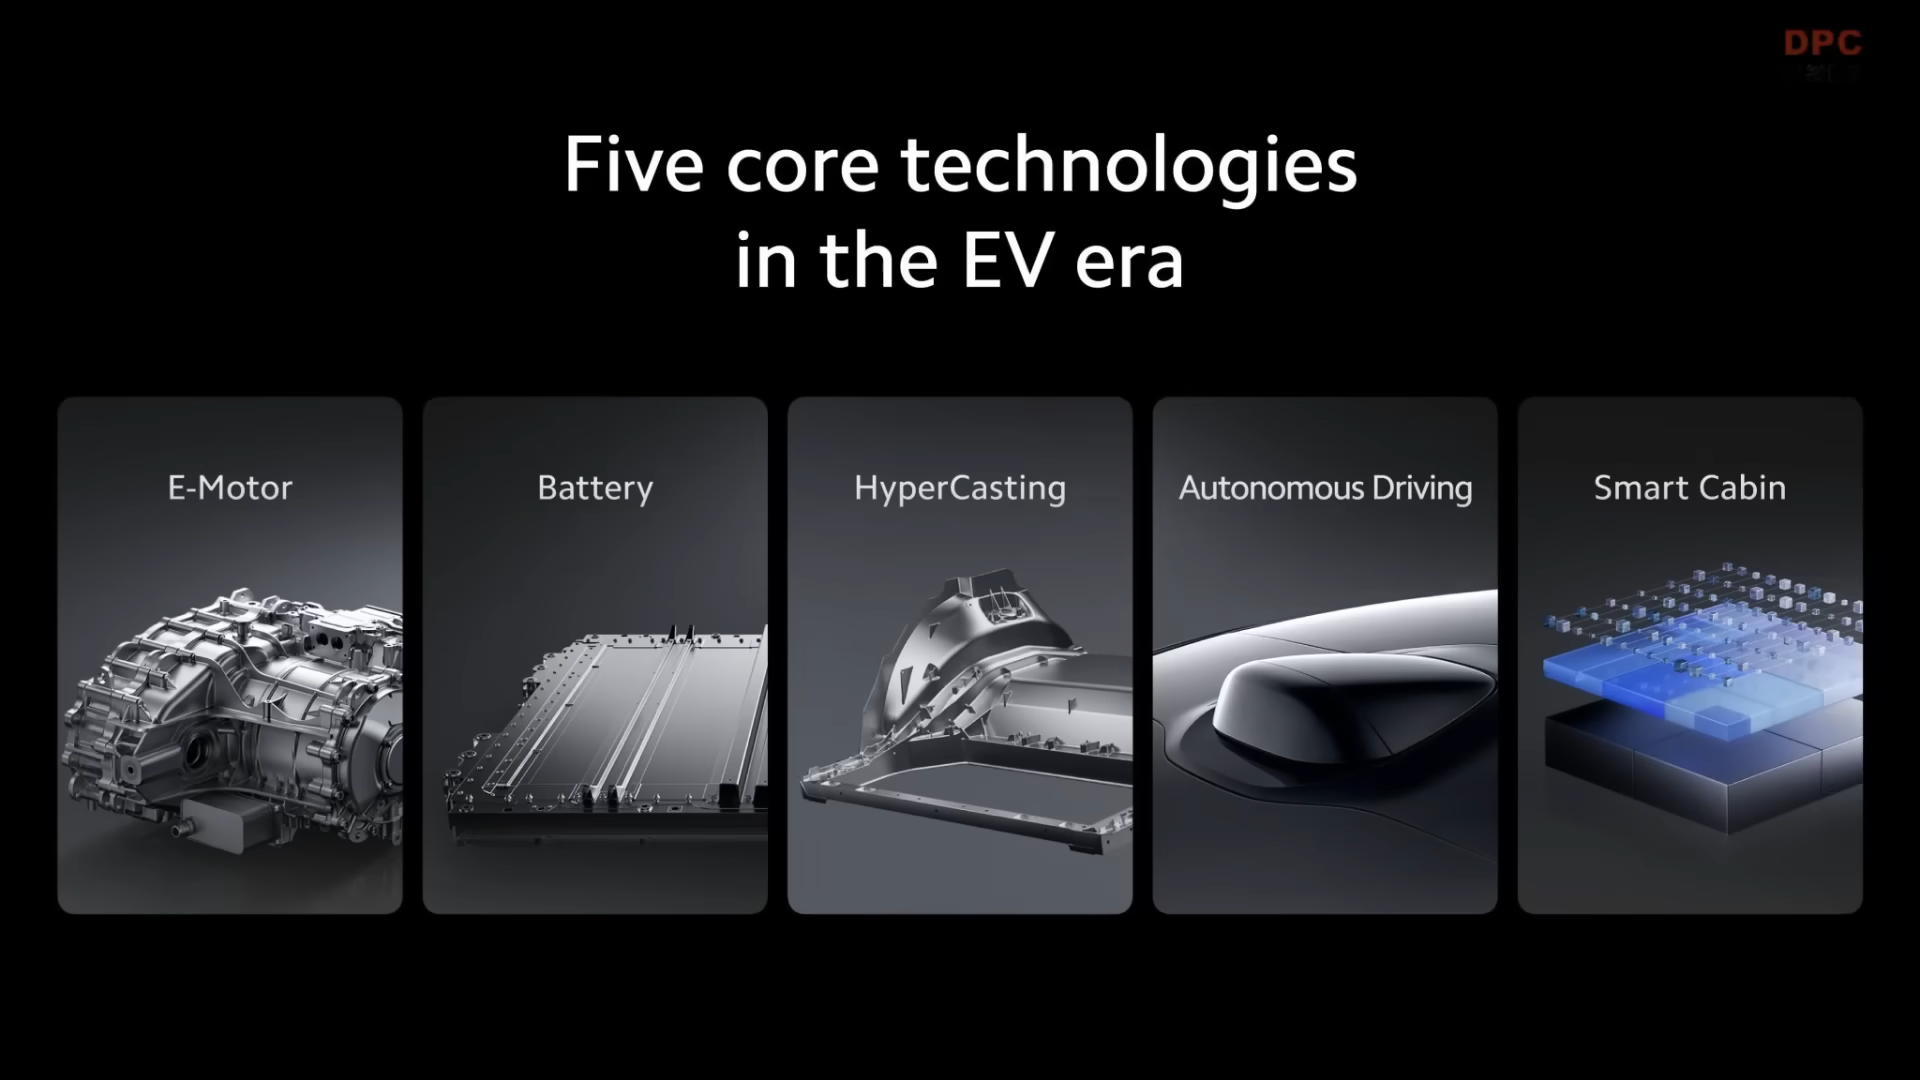 DPC
Five core technologies
in the EV era
E-Motor
Battery
HyperCasting
Autonomous Driving
Smart Cabin